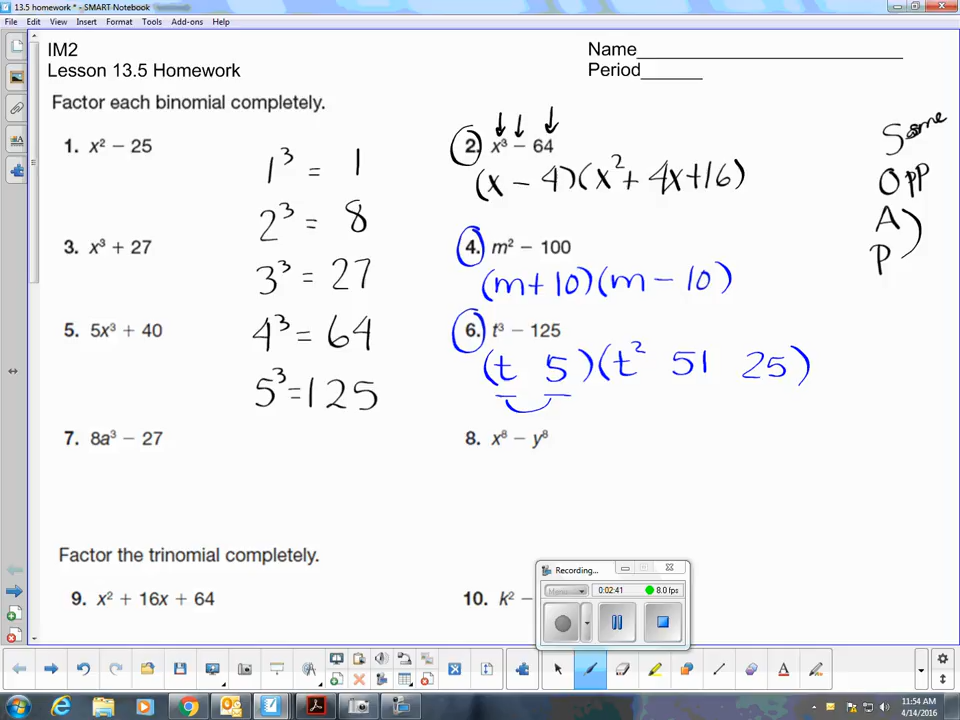 13.5 homework * - SMART Notebook
File Edit View Insert Format Tools Add-ons Help
IM2
Name
Lesson 13.5 Homework
Period
Factor each binomial completely.
1. x² − 25
1³ = 1
2³ = 8
3³ = 27
4³ = 64
5³ = 125
2. x³ − 64
(x − 4)(x² + 4x + 16)
Same
Opp
A
P
3. x³ + 27
4. m² − 100
(m + 10)(m − 10)
5. 5x³ + 40
6. t³ − 125
(t 5)(t² 5t 25)
7. 8a³ − 27
8. x⁸ − y⁸
Factor the trinomial completely.
9. x² + 16x + 64
10. k² −
Recording...
0:02:41
8.0 fps
11:54 AM
4/14/2016